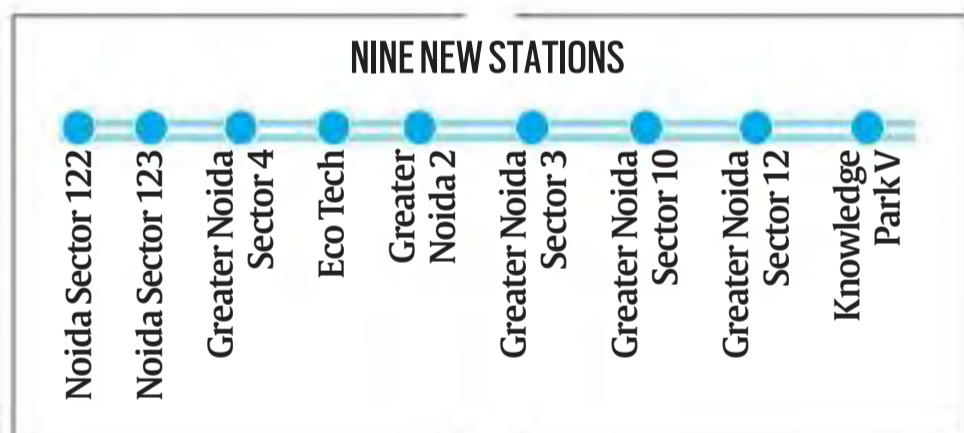 NINE NEW STATIONS
Noida Sector 122
Noida Sector 123
Greater Noida
Sector 4
Eco Tech
Greater
Noida 2
Greater Noida
Sector 3
Greater Noida
Sector 10
Greater Noida
Sector 12
Knowledge
Park V